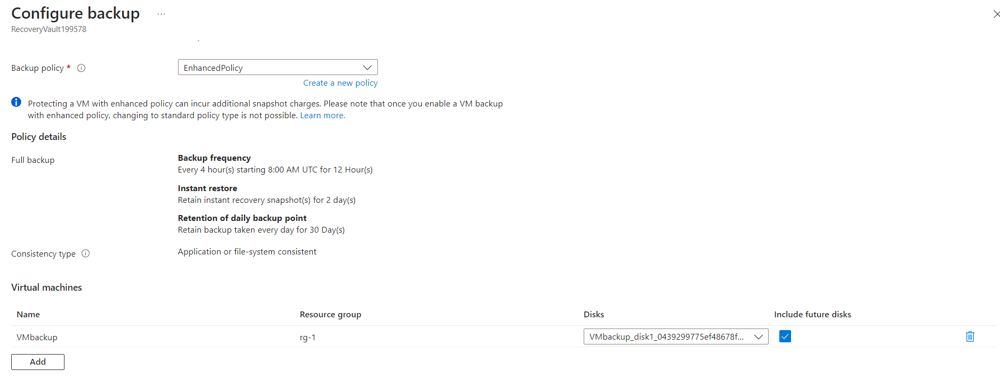 Configure backup ...
RecoveryVault199578
Backup policy *
EnhancedPolicy
Create a new policy
Protecting a VM with enhanced policy can incur additional snapshot charges. Please note that once you enable a VM backup
with enhanced policy, changing to standard policy type is not possible. Learn more.
Policy details
Full backup
Backup frequency
Every 4 hour(s) starting 8:00 AM UTC for 12 Hour(s)
Instant restore
Retain instant recovery snapshot(s) for 2 day(s)
Retention of daily backup point
Retain backup taken every day for 30 Day(s)
Consistency type
Application or file-system consistent
Virtual machines
Name Resource group Disks Include future disks
VMbackup rg-1 VMbackup_disk1_0439299775ef48678f...
Add